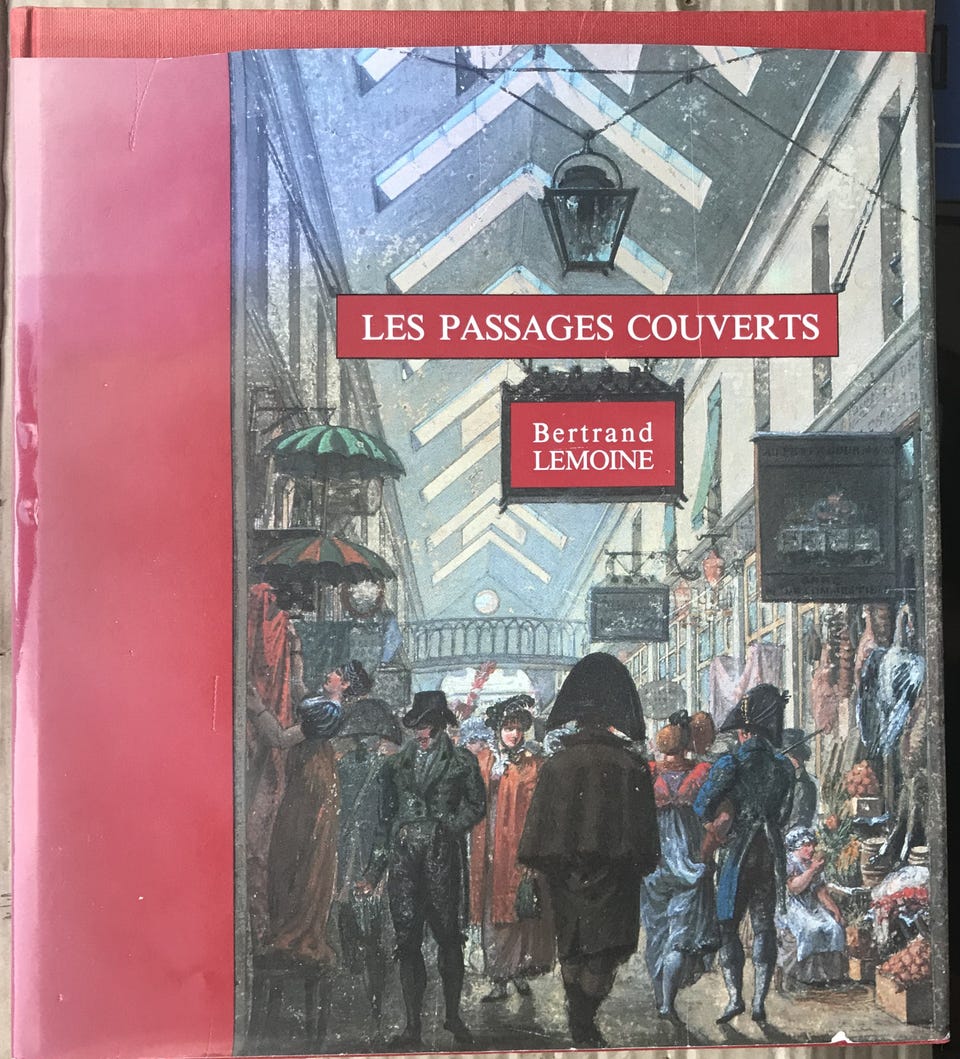 LES PASSAGES COUVERTS
Bertrand
LEMOINE